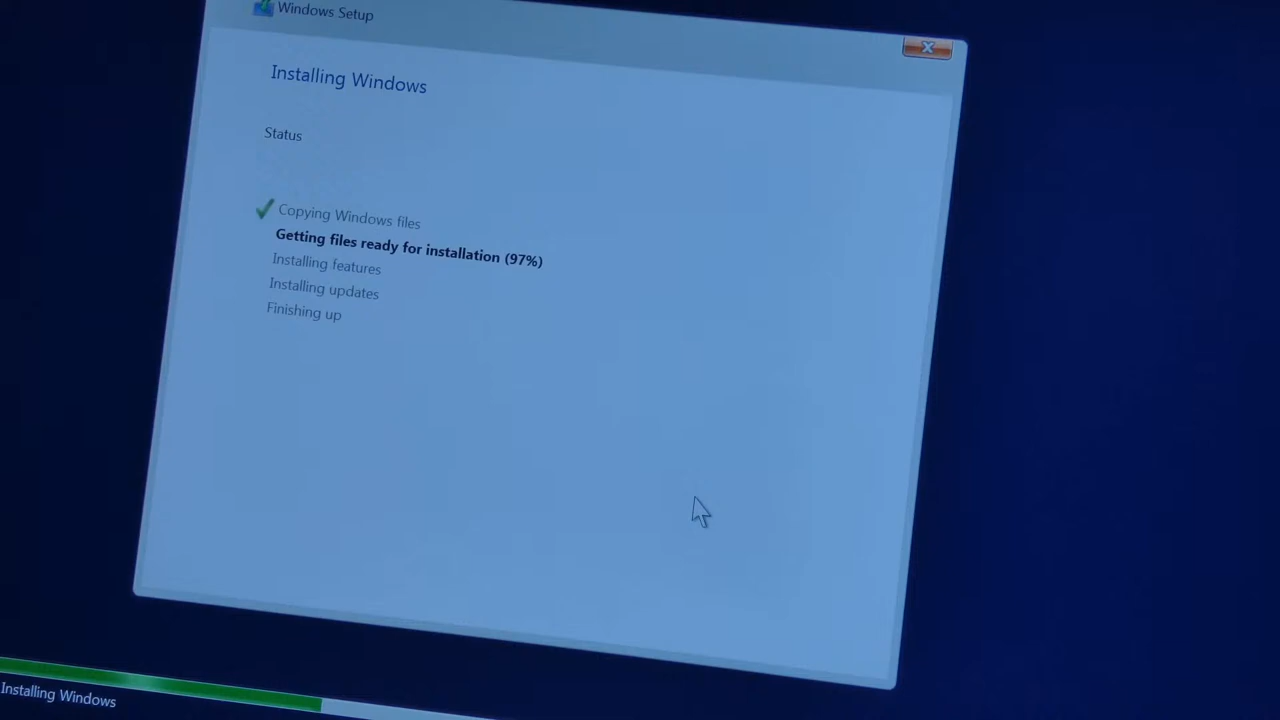 Windows Setup
Installing Windows
Status
Copying Windows files
Getting files ready for installation (97%)
Installing features
Installing updates
Finishing up
Installing Windows